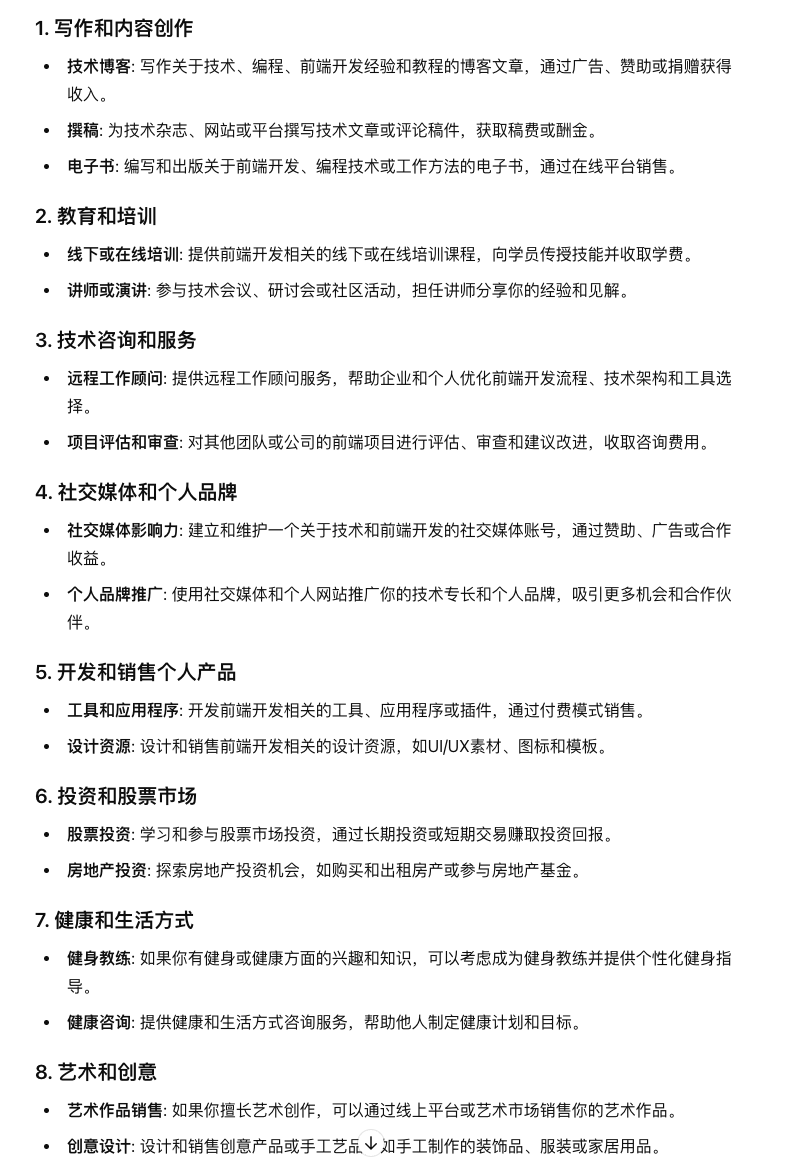 1. 写作和内容创作
• 技术博客: 写作关于技术、编程、前端开发经验和教程的博客文章，通过广告、赞助或捐赠获得
收入。
• 撰稿: 为技术杂志、网站或平台撰写技术文章或评论稿件，获取稿费或酬金。
• 电子书: 编写和出版关于前端开发、编程技术或工作方法的电子书，通过在线平台销售。
2. 教育和培训
• 线下或在线培训: 提供前端开发相关的线下或在线培训课程，向学员传授技能并收取学费。
• 讲师或演讲: 参与技术会议、研讨会或社区活动，担任讲师分享你的经验和见解。
3. 技术咨询和服务
• 远程工作顾问: 提供远程工作顾问服务，帮助企业和个人优化前端开发流程、技术架构和工具选
择。
• 项目评估和审查: 对其他团队或公司的前端项目进行评估、审查和建议改进，收取咨询费用。
4. 社交媒体和个人品牌
• 社交媒体影响力: 建立和维护一个关于技术和前端开发的社交媒体账号，通过赞助、广告或合作
收益。
• 个人品牌推广: 使用社交媒体和个人网站推广你的技术专长和个人品牌，吸引更多机会和合作伙
伴。
5. 开发和销售个人产品
• 工具和应用程序: 开发前端开发相关的工具、应用程序或插件，通过付费模式销售。
• 设计资源: 设计和销售前端开发相关的设计资源，如UI/UX素材、图标和模板。
6. 投资和股票市场
• 股票投资: 学习和参与股票市场投资，通过长期投资或短期交易赚取投资回报。
• 房地产投资: 探索房地产投资机会，如购买和出租房产或参与房地产基金。
7. 健康和生活方式
• 健身教练: 如果你有健身或健康方面的兴趣和知识，可以考虑成为健身教练并提供个性化健身指
导。
• 健康咨询: 提供健康和生活方式咨询服务，帮助他人制定健康计划和目标。
8. 艺术和创意
• 艺术作品销售: 如果你擅长艺术创作，可以通过线上平台或艺术市场销售你的艺术作品。
• 创意设计: 设计和销售创意产品或手工艺品 如手工制作的装饰品、服装或家居用品。